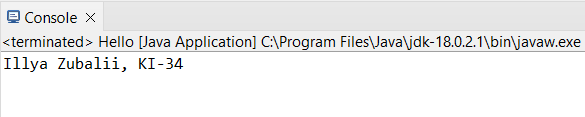 Console
<terminated> Hello [Java Application] C:\Program Files\Java\jdk-18.0.2.1\bin\javaw.exe
Illya Zubalii, KI-34